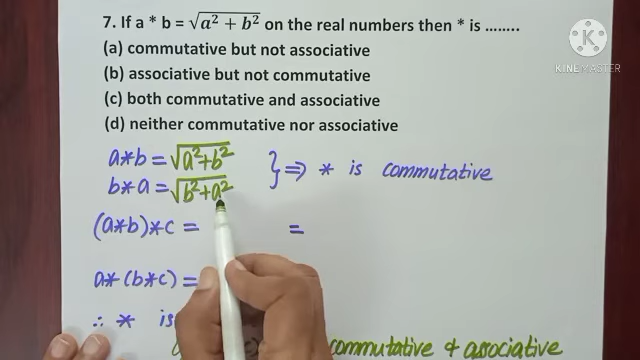 7. If a * b = √a² + b² on the real numbers then * is ........
(a) commutative but not associative
(b) associative but not commutative
(c) both commutative and associative
(d) neither commutative nor associative
a*b = √a²+b²
b*a = √b²+a²
} ⇒ * is commutative
(a*b)*c = =
a*(b*c) =
∴ * is
commutative & associative
KINEMASTER